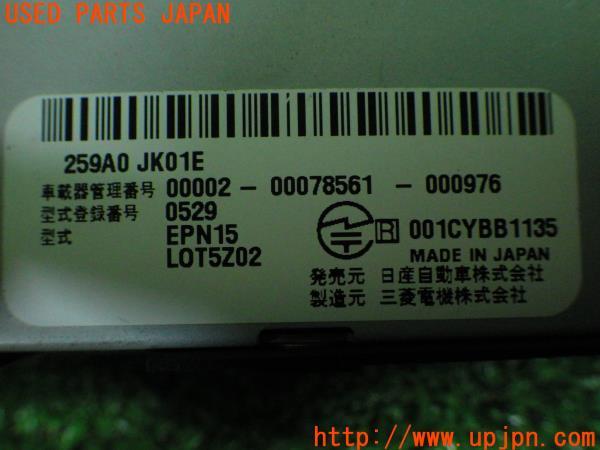 USED PARTS JAPAN
259A0 JK01E
車載器管理番号 00002 - 00078561 - 000976
型式登録番号 0529
型式 EPN15
LOT5Z02
R 001CYBB1135
MADE IN JAPAN
発売元 日産自動車株式会社
製造元 三菱電機株式会社
http://www.upjpn.com/